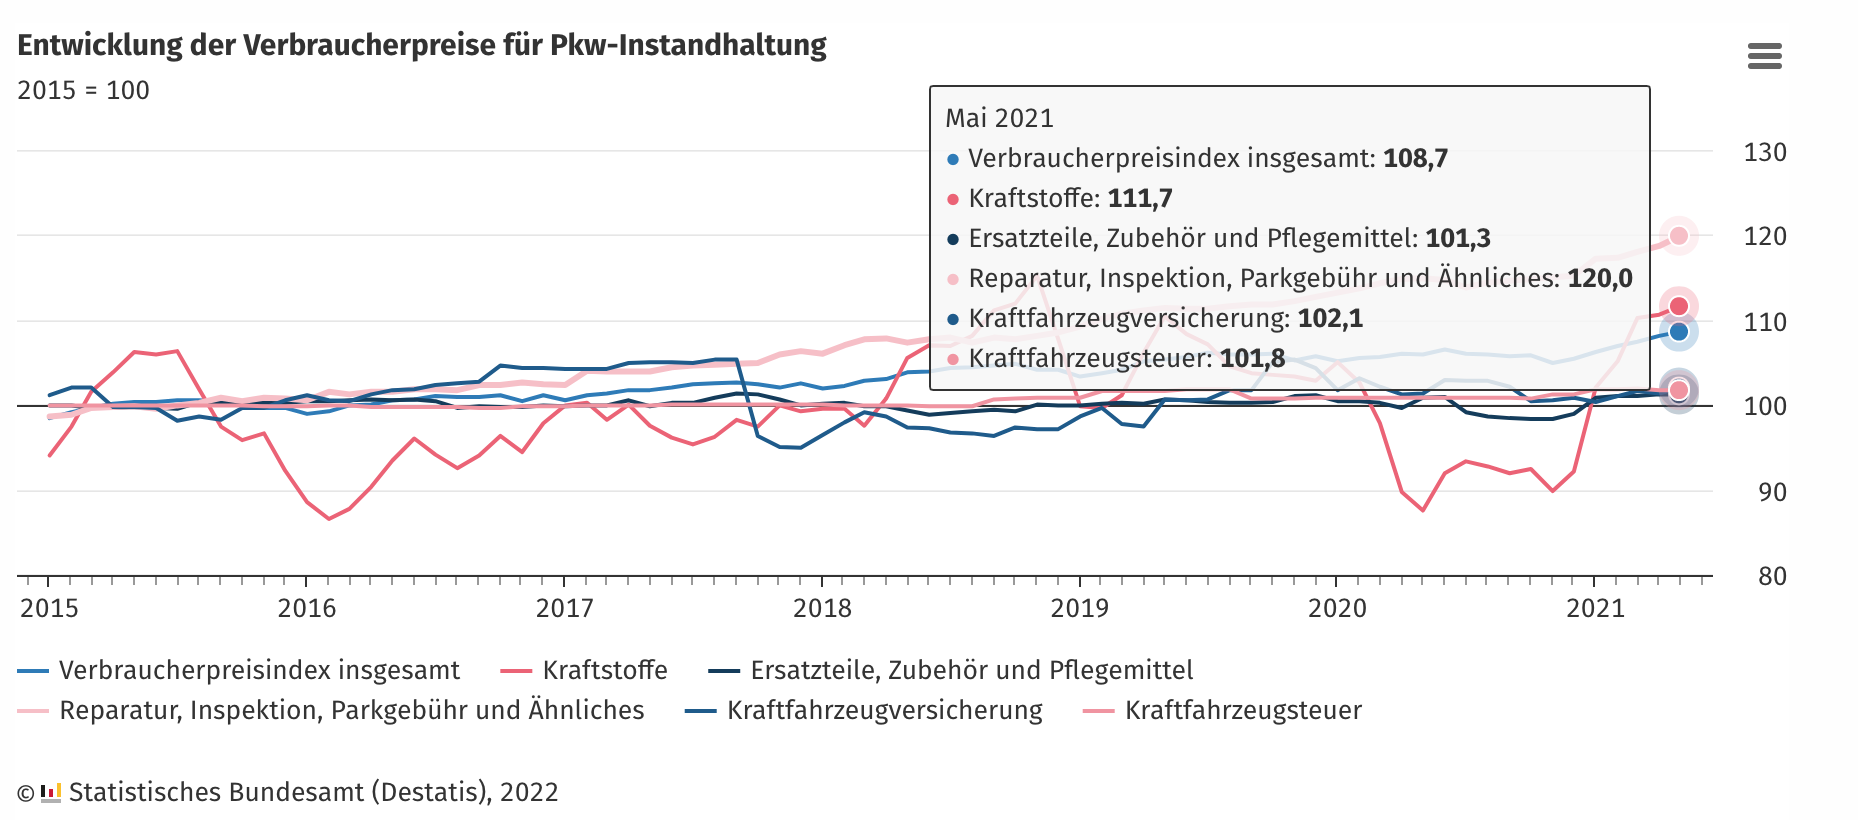 Entwicklung der Verbraucherpreise für Pkw-Instandhaltung
2015 = 100
Mai 2021
Verbraucherpreisindex insgesamt: 108,7
Kraftstoffe: 111,7
Ersatzteile, Zubehör und Pflegemittel: 101,3
Reparatur, Inspektion, Parkgebühr und Ähnliches: 120,0
Kraftfahrzeugversicherung: 102,1
Kraftfahrzeugsteuer: 101,8
130
120
110
100
90
80
2015 2016 2017 2018 2019 2020 2021
Verbraucherpreisindex insgesamt Kraftstoffe Ersatzteile, Zubehör und Pflegemittel
Reparatur, Inspektion, Parkgebühr und Ähnliches Kraftfahrzeugversicherung Kraftfahrzeugsteuer
© Statistisches Bundesamt (Destatis), 2022